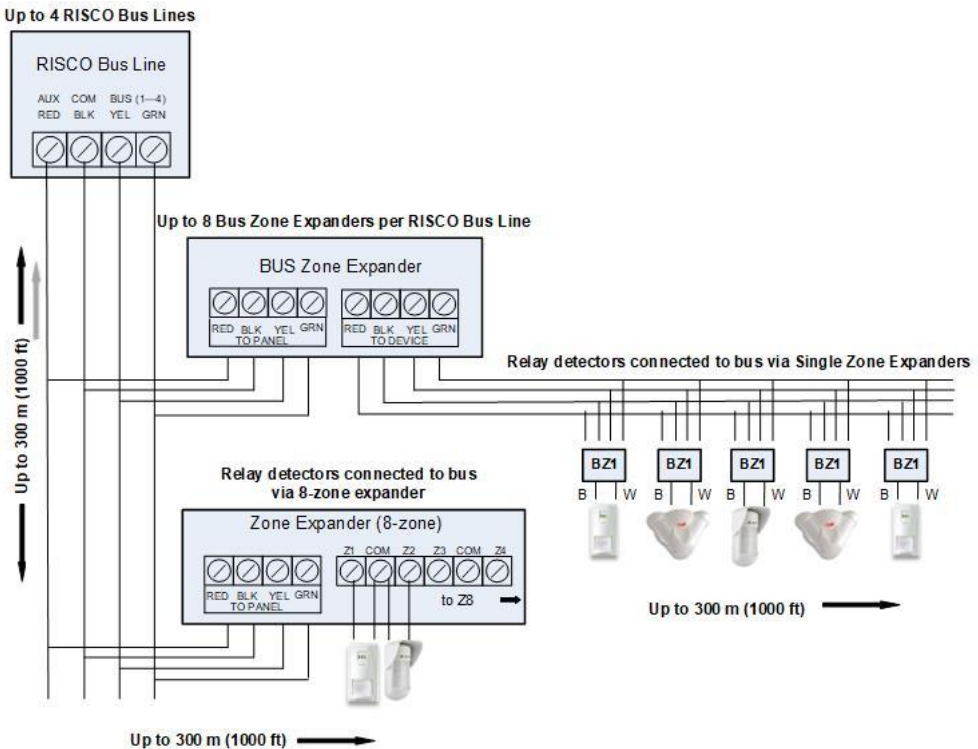 Up to 4 RISCO Bus Lines
RISCO Bus Line
AUX COM BUS (1—4)
RED BLK YEL GRN
Up to 8 Bus Zone Expanders per RISCO Bus Line
BUS Zone Expander
RED BLK YEL GRN
TO PANEL
RED BLK YEL GRN
TO DEVICE
Relay detectors connected to bus via Single Zone Expanders
BZ1 BZ1 BZ1 BZ1 BZ1
B W B W B W B W B W
Up to 300 m (1000 ft)
Up to 300 m (1000 ft)
Relay detectors connected to bus
via 8-zone expander
Zone Expander (8-zone)
Z1 COM Z2 Z3 COM Z4
RED BLK YEL GRN
TO PANEL
to Z8
Up to 300 m (1000 ft)